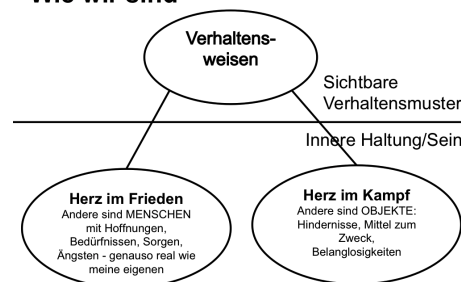 Wie wir sind
Verhaltens-
weisen
Sichtbare
Verhaltensmuster
Innere Haltung/Sein
Herz im Frieden
Andere sind MENSCHEN
mit Hoffnungen,
Bedürfnissen, Sorgen,
Ängsten - genauso real wie
meine eigenen
Herz im Kampf
Andere sind OBJEKTE:
Hindernisse, Mittel zum
Zweck,
Belanglosigkeiten